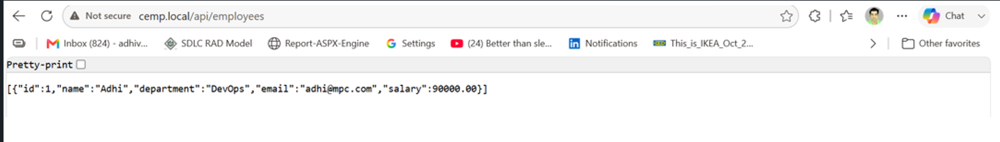 Not secure cemp.local/api/employees Chat
Inbox (824) - adhiv... SDLC RAD Model Report-ASPX-Engine Settings (24) Better than sle... Notifications This_is_IKEA_Oct_2... Other favorites
Pretty-print
[{"id":1,"name":"Adhi","department":"DevOps","email":"adhi@mpc.com","salary":90000.00}]